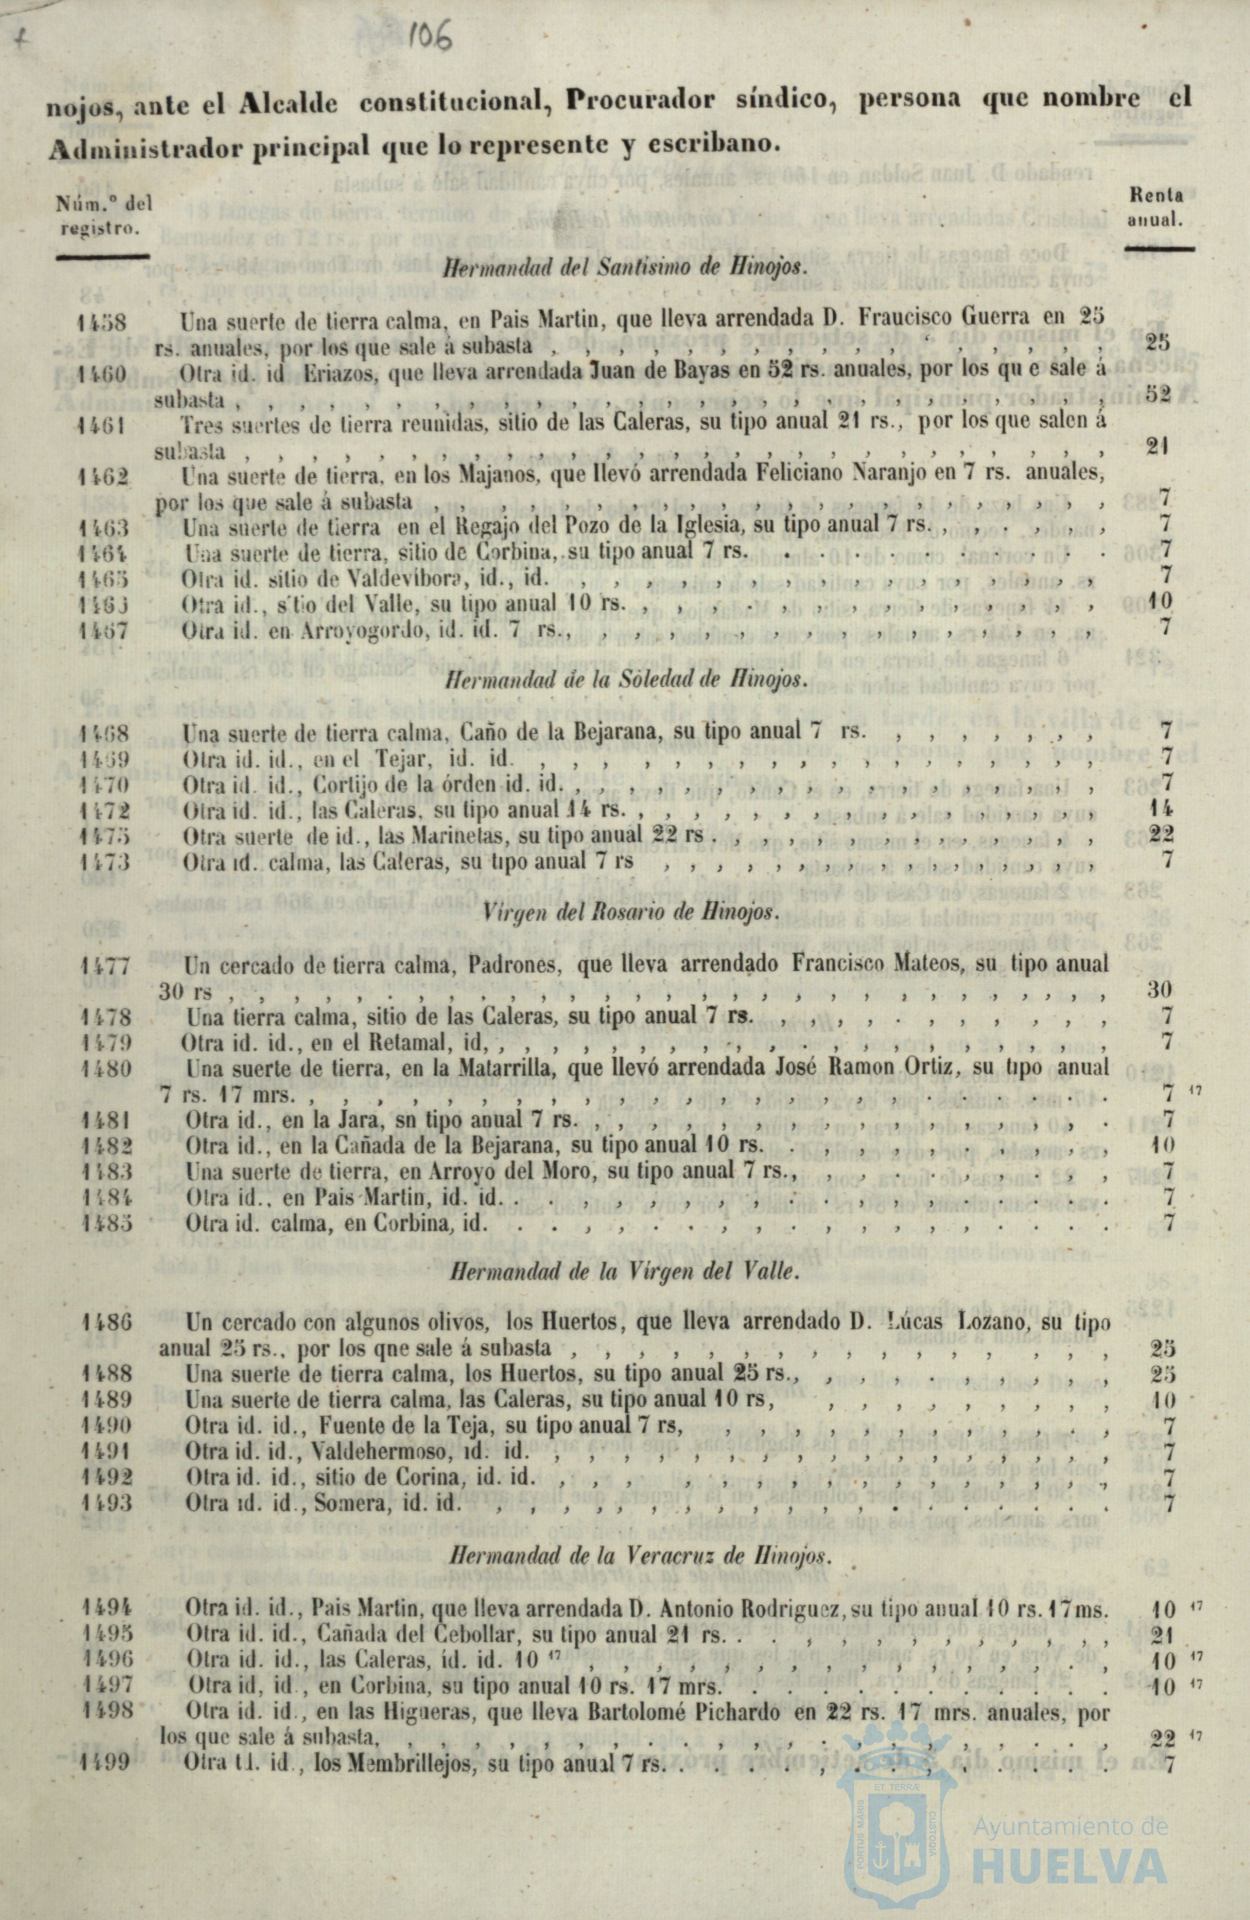 106
nojos, ante el Alcalde constitucional, Procurador síndico, persona que nombre el
Administrador principal que lo represente y escribano.
Núm.º del registro.
Renta anual.
Hermandad del Santísimo de Hinojos.
1458 Una suerte de tierra calma, en Pais Martin, que lleva arrendada D. Fraucisco Guerra en 25
rs. anuales, por los que sale á subasta , , , , , , , , , , , , , , , , , 25
1460 Otra id. id Eriazos, que lleva arrendada Juan de Bayas en 52 rs. anuales, por los qu e sale á
subasta , , , , , , , , , , , , , , , , , , , , , , , , , , 52
1461 Tres suertes de tierra reunidas, sitio de las Caleras, su tipo anual 21 rs., por los que salen á
subasta , , , , , , , , , , , , , , , , , , , , , , , , , , 21
1462 Una suerte de tierra, en los Majanos, que llevó arrendada Feliciano Naranjo en 7 rs. anuales,
por los que sale á subasta , , , , , , , , , , , , , , , , , , , , , 7
1463 Una suerte de tierra en el Regajo del Pozo de la Iglesia, su tipo anual 7 rs. , , . , , , 7
1464 Una suerte de tierra, sitio de Corbina, su tipo anual 7 rs. . . . . . . . . . . 7
1465 Otra id. sitio de Valdevibora, id., id. , , , , , , , , , , , , , , , , 7
1466 Otra id., sitio del Valle, su tipo anual 10 rs. , , , . , , , , , , , , , , 10
1467 Otra id. en Arroyogordo, id. id. 7 rs., , , , , , , , , , , , , , , , 7
Hermandad de la Soledad de Hinojos.
1468 Una suerte de tierra calma, Caño de la Bejarana, su tipo anual 7 rs. , , , , , , , 7
1469 Otra id. id., en el Tejar, id. id. , , , , , , , , , , , , , , , , , , 7
1470 Otra id. id., Cortijo de la órden id. id. , , , , , , , , , , , , , , , , , 7
1472 Otra id. id., las Caleras, su tipo anual 14 rs. , , , , , , , , , , , , , , , 14
1475 Otra suerte de id., las Marinetas, su tipo anual 22 rs . , , , , , , , , , , , , 22
1473 Otra id. calma, las Caleras, su tipo anual 7 rs , , , , , , , , , , , , , , , 7
Vírgen del Rosario de Hinojos.
1477 Un cercado de tierra calma, Padrones, que lleva arrendado Francisco Mateos, su tipo anual
30 rs , , , , , . , , , , , , , , , , , , , , , , , , , , , , 30
1478 Una tierra calma, sitio de las Caleras, su tipo anual 7 rs. , , , , . , , , , , , 7
1479 Otra id. id., en el Retamal, id, , , , , , , , , , , , , . , , , , , , , 7
1480 Una suerte de tierra, en la Matarrilla, que llevó arrendada José Ramon Ortiz, su tipo anual
7 rs. 17 mrs. , , , , , , , , , , , , , , , , , , . . . . . . 7 17
1481 Otra id., en la Jara, sn tipo anual 7 rs. , , , , , , , , , , , , , , , , . 7
1482 Otra id., en la Cañada de la Bejarana, su tipo anual 10 rs. . , , , , , , , , , 10
1483 Una suerte de tierra, en Arroyo del Moro, su tipo anual 7 rs., , , . , , . , , 7
1484 Otra id., en Pais Martin, id. id. . . , , , , , , , . , , , , . . . . . 7
1485 Otra id. calma, en Corbina, id. . . , , . . , , . , , , , , . . . . 7
Hermandad de la Vírgen del Valle.
1486 Un cercado con algunos olivos, los Huertos, que lleva arrendado D. Lúcas Lozano, su tipo
anual 25 rs., por los qne sale á subasta , , , , , , , , , , , , , , , , 25
1488 Una suerte de tierra calma, los Huertos, su tipo anual 25 rs., , , , . , , , , , 25
1489 Una suerte de tierra calma, las Caleras, su tipo anual 10 rs, , , , , , , , , , 10
1490 Otra id. id., Fuente de la Teja, su tipo anual 7 rs, , , , , , , , , , , . , 7
1491 Otra id. id., Valdehermoso, id. id. , , , , , , , , , , , , , , , , , 7
1492 Otra id. id., sitio de Corina, id. id. , , , , , , , , , , , , , , , 7
1493 Otra id. id., Somera, id. id. , , , , , , , , , , , , . . . . . . 7
Hermandad de la Veracruz de Hinojos.
1494 Otra id. id., Pais Martin, que lleva arrendada D. Antonio Rodriguez, su tipo anual 10 rs. 17 ms. 10 17
1495 Otra id. id., Cañada del Cebollar, su tipo anual 21 rs. . . , , , , , , , , , , 21
1496 Otra id. id., las Caleras, id. id. 10 17 , , , , , , , , , , , , , , , , 10 17
1497 Otra id, id., en Corbina, su tipo anual 10 rs. 17 mrs. . . . . . . . . . . . . 10 17
1498 Otra id. id., en las Higueras, que lleva Bartolomé Pichardo en 22 rs. 17 mrs. anuales, por
los que sale á subasta, , , , , , , , . . , , , . , , , , . . . , , 22 17
1499 Otra id. id., los Membrillejos, su tipo anual 7 rs. . . . . , . , , . . . . . 7
PORTUS MARIS
ET TERRÆ
CUSTODIA
Ayuntamiento de
HUELVA